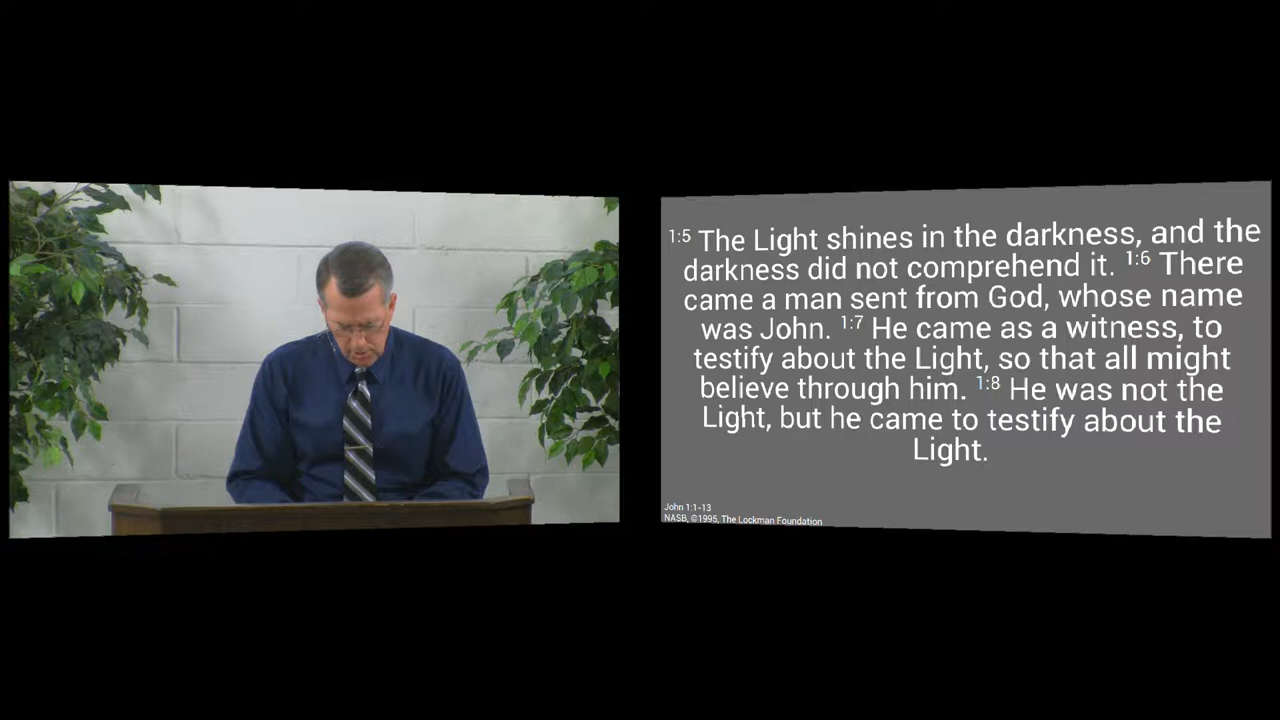 1:5 The Light shines in the darkness, and the
darkness did not comprehend it. 1:6 There
came a man sent from God, whose name
was John. 1:7 He came as a witness, to
testify about the Light, so that all might
believe through him. 1:8 He was not the
Light, but he came to testify about the
Light.
John 1:1-13
NASB, ©1995, The Lockman Foundation